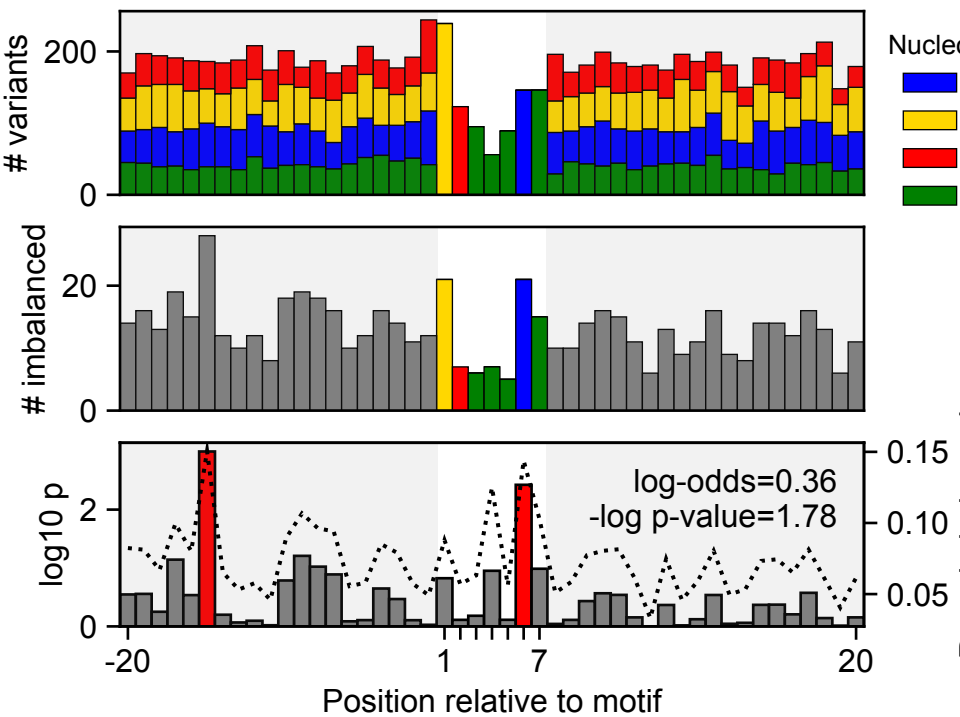 # variants
200
0
Nucleo
# imbalanced
20
0
log10 p
2
0
log-odds=0.36
-log p-value=1.78
0.15
0.10
0.05
-20
1
7
20
Position relative to motif